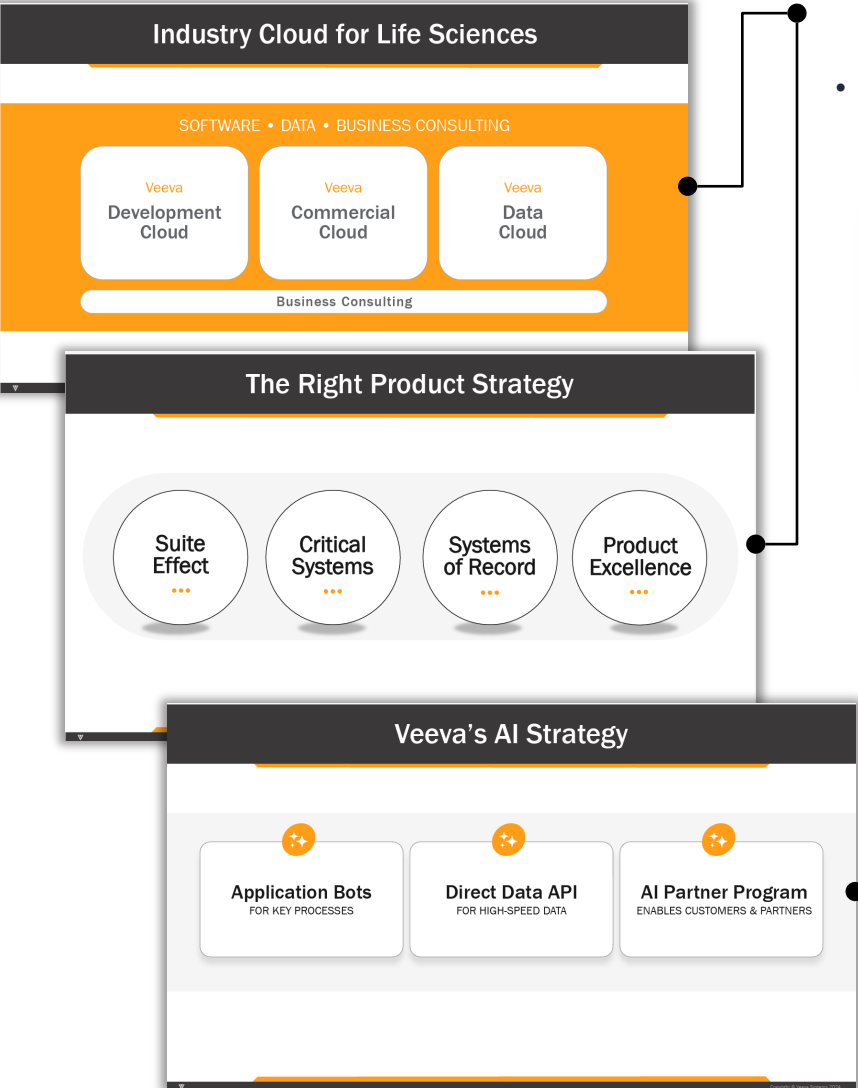 Industry Cloud for Life Sciences
SOFTWARE • DATA • BUSINESS CONSULTING
Veeva
Development
Cloud
Veeva
Commercial
Cloud
Veeva
Data
Cloud
Business Consulting
The Right Product Strategy
Suite
Effect
Critical
Systems
Systems
of Record
Product
Excellence
Veeva’s AI Strategy
Application Bots
FOR KEY PROCESSES
Direct Data API
FOR HIGH-SPEED DATA
AI Partner Program
ENABLES CUSTOMERS & PARTNERS